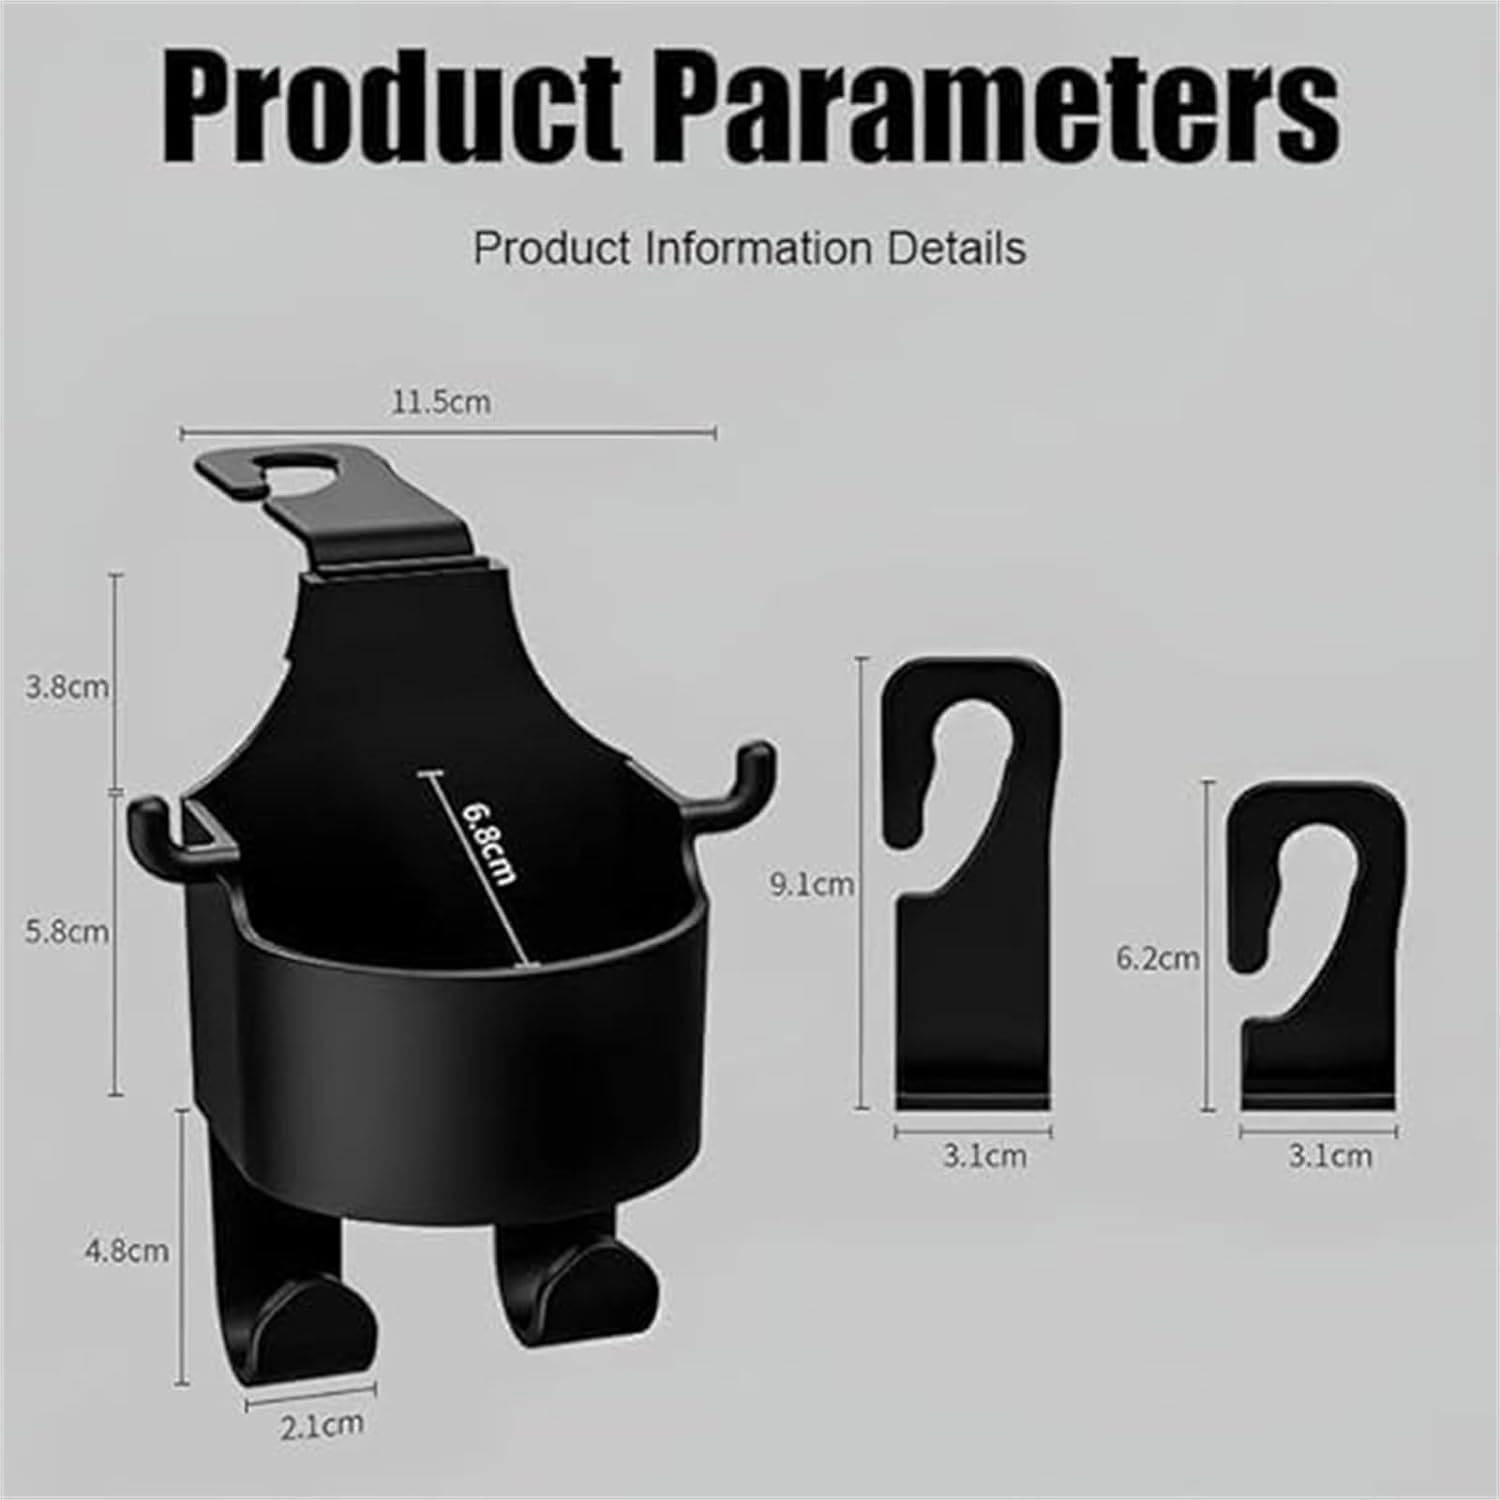 Product Parameters
Product Information Details
11.5cm
3.8cm
6.8cm
5.8cm
4.8cm
2.1cm
9.1cm
3.1cm
6.2cm
3.1cm